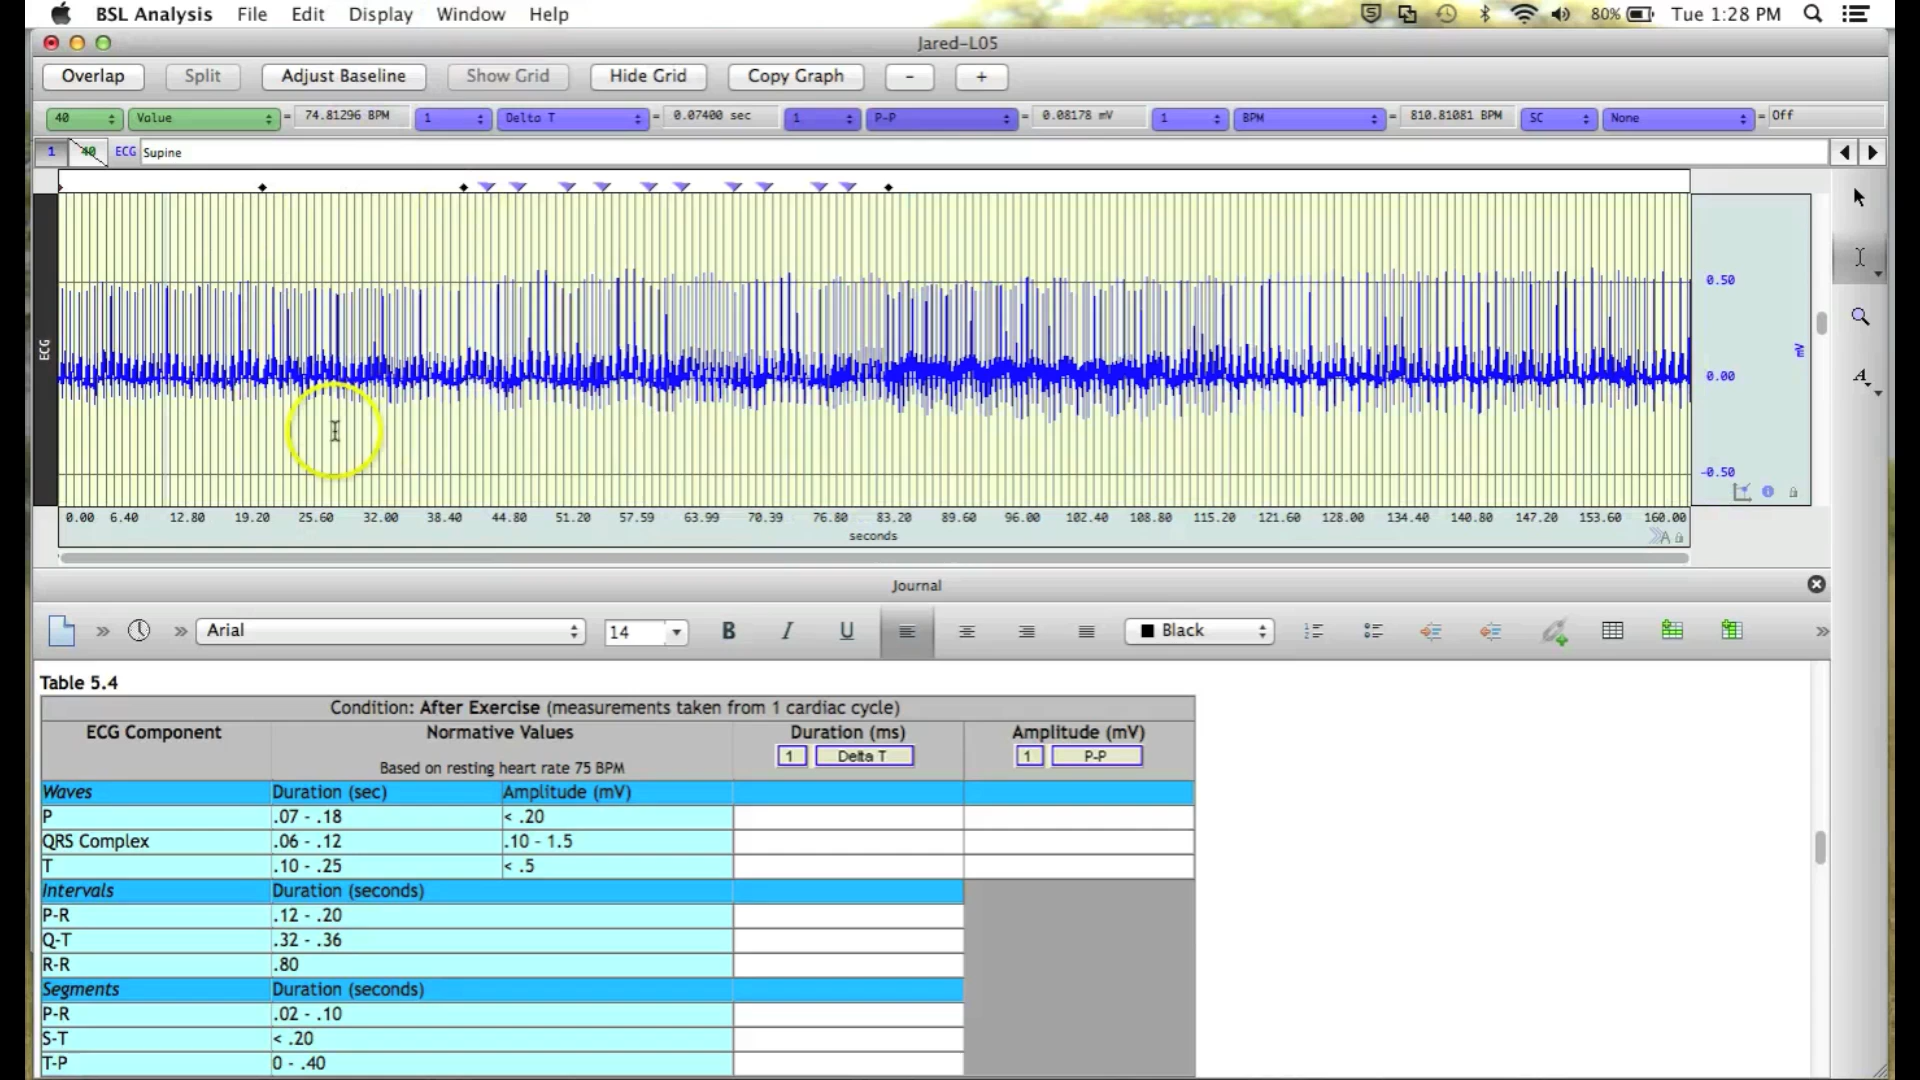 BSL Analysis File Edit Display Window Help 80% Tue 1:28 PM
Jared-L05
Overlap Split Adjust Baseline Show Grid Hide Grid Copy Graph - +
40 Value = 74.81296 BPM 1 Delta T = 0.07400 sec 1 P-P = 0.08178 mV 1 BPM = 810.81081 BPM SC None = Off
1 40 ECG Supine
ECG
0.50
mV
0.00
-0.50
0.00 6.40 12.80 19.20 25.60 32.00 38.40 44.80 51.20 57.59 63.99 70.39 76.80 83.20 89.60 96.00 102.40 108.80 115.20 121.60 128.00 134.40 140.80 147.20 153.60 160.00
seconds
Journal
Arial 14 B I U Black
Table 5.4
Condition: After Exercise (measurements taken from 1 cardiac cycle)
ECG Component Normative Values Duration (ms) Amplitude (mV)
1 Delta T 1 P-P
Based on resting heart rate 75 BPM
Waves Duration (sec) Amplitude (mV)
P .07 - .18 < .20
QRS Complex .06 - .12 .10 - 1.5
T .10 - .25 < .5
Intervals Duration (seconds)
P-R .12 - .20
Q-T .32 - .36
R-R .80
Segments Duration (seconds)
P-R .02 - .10
S-T < .20
T-P 0 - .40